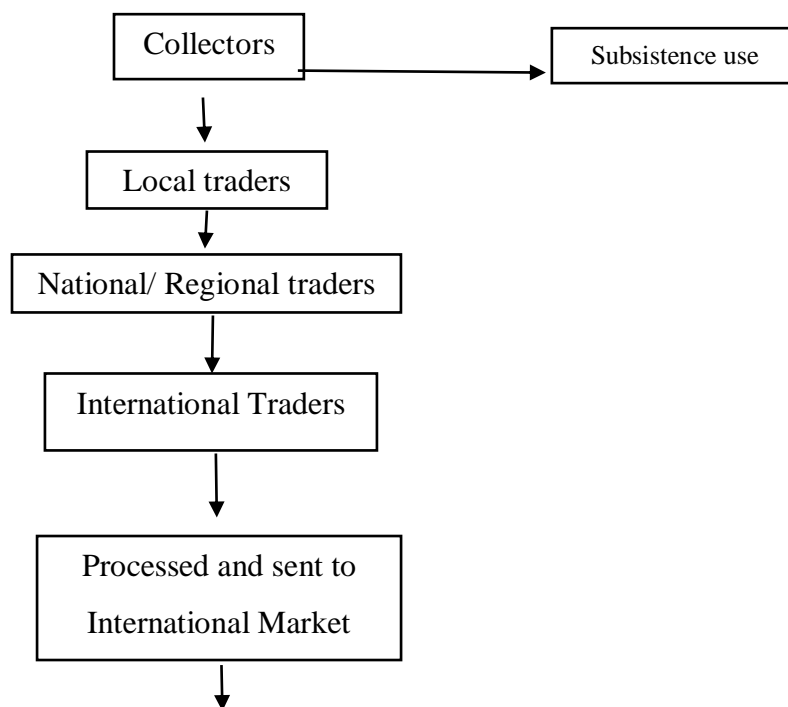 Collectors
Subsistence use
Local traders
National/ Regional traders
International Traders
Processed and sent to
International Market